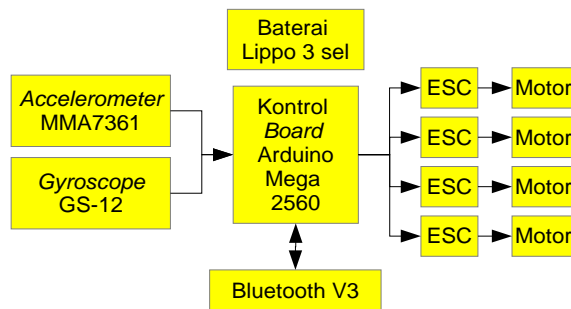 Baterai
Lippo 3 sel
Accelerometer
MMA7361
Gyroscope
GS-12
Kontrol
Board
Arduino
Mega
2560
ESC
Motor
ESC
Motor
ESC
Motor
ESC
Motor
Bluetooth V3